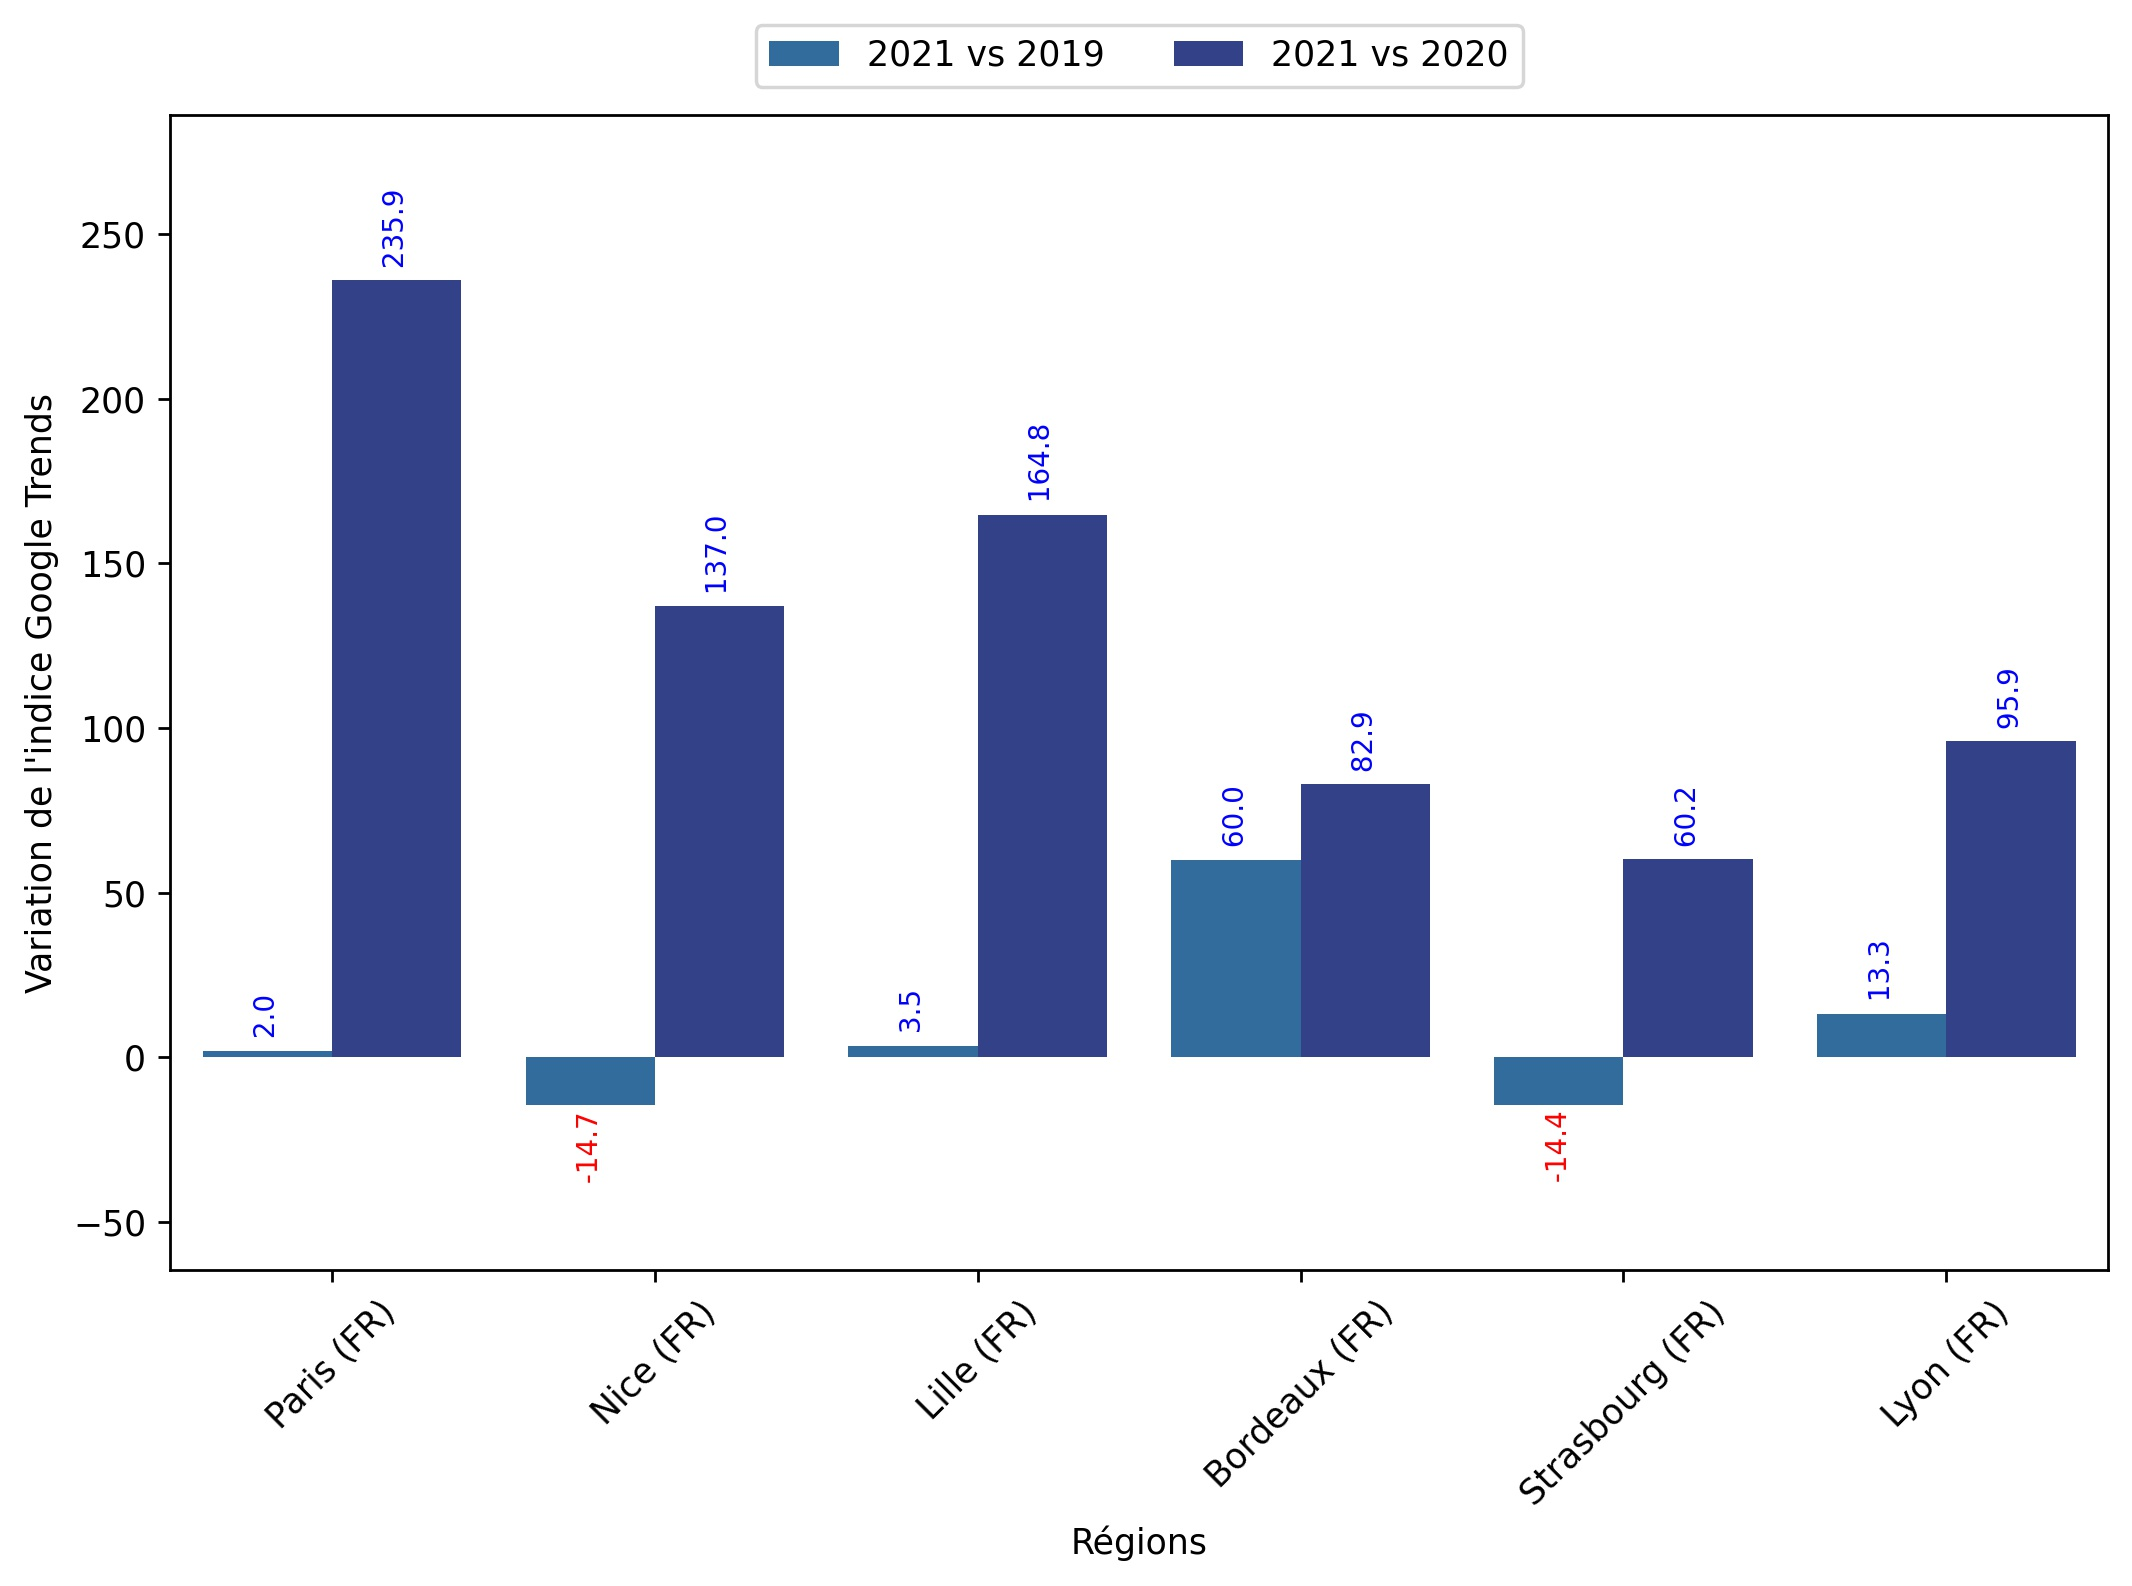 2021 vs 2019
2021 vs 2020
Variation de l'indice Google Trends
250
200
150
100
50
0
−50
2.0
235.9
-14.7
137.0
3.5
164.8
60.0
82.9
-14.4
60.2
13.3
95.9
Paris (FR)
Nice (FR)
Lille (FR)
Bordeaux (FR)
Strasbourg (FR)
Lyon (FR)
Régions